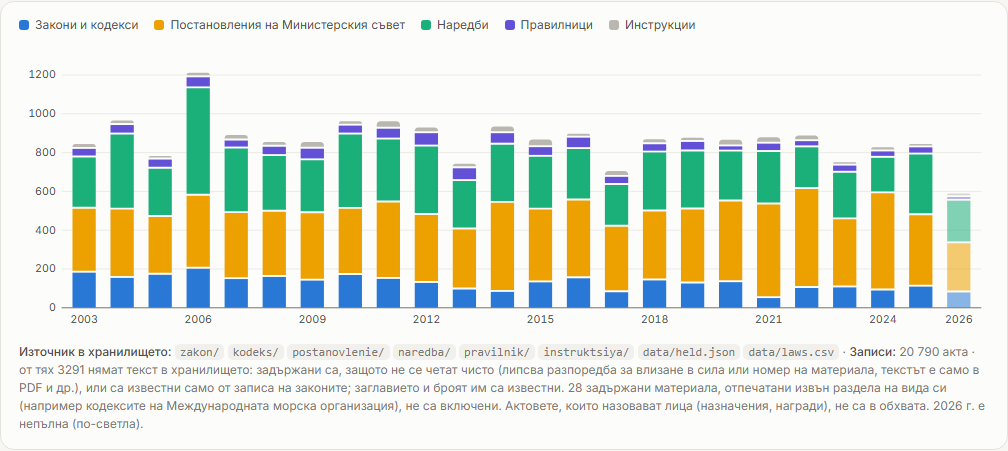 Закони и кодекси Постановления на Министерския съвет Наредби Правилници Инструкции
1200
1000
800
600
400
200
0
2003 2006 2009 2012 2015 2018 2021 2024 2026
Източник в хранилището: zakon/ kodeks/ postanovlenie/ naredba/ pravilnik/ instruktsiya/ data/held.json data/laws.csv · Записи: 20 790 акта ·
от тях 3291 нямат текст в хранилището: задържани са, защото не се четат чисто (липсва разпоредба за влизане в сила или номер на материала, текстът е само в
PDF и др.), или са известни само от записа на законите; заглавието и броят им са известни. 28 задържани материала, отпечатани извън раздела на вида си
(например кодексите на Международната морска организация), не са включени. Актовете, които назовават лица (назначения, награди), не са в обхвата. 2026 г. е
непълна (по-светла).